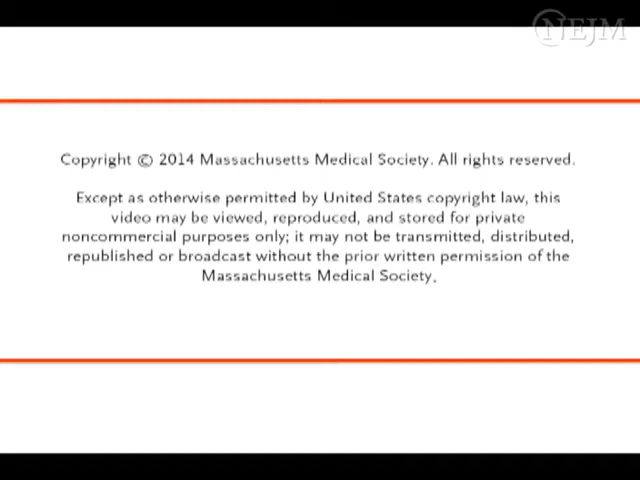 NEJM
Copyright © 2014 Massachusetts Medical Society. All rights reserved.
Except as otherwise permitted by United States copyright law, this
video may be viewed, reproduced, and stored for private
noncommercial purposes only; it may not be transmitted, distributed,
republished or broadcast without the prior written permission of the
Massachusetts Medical Society.